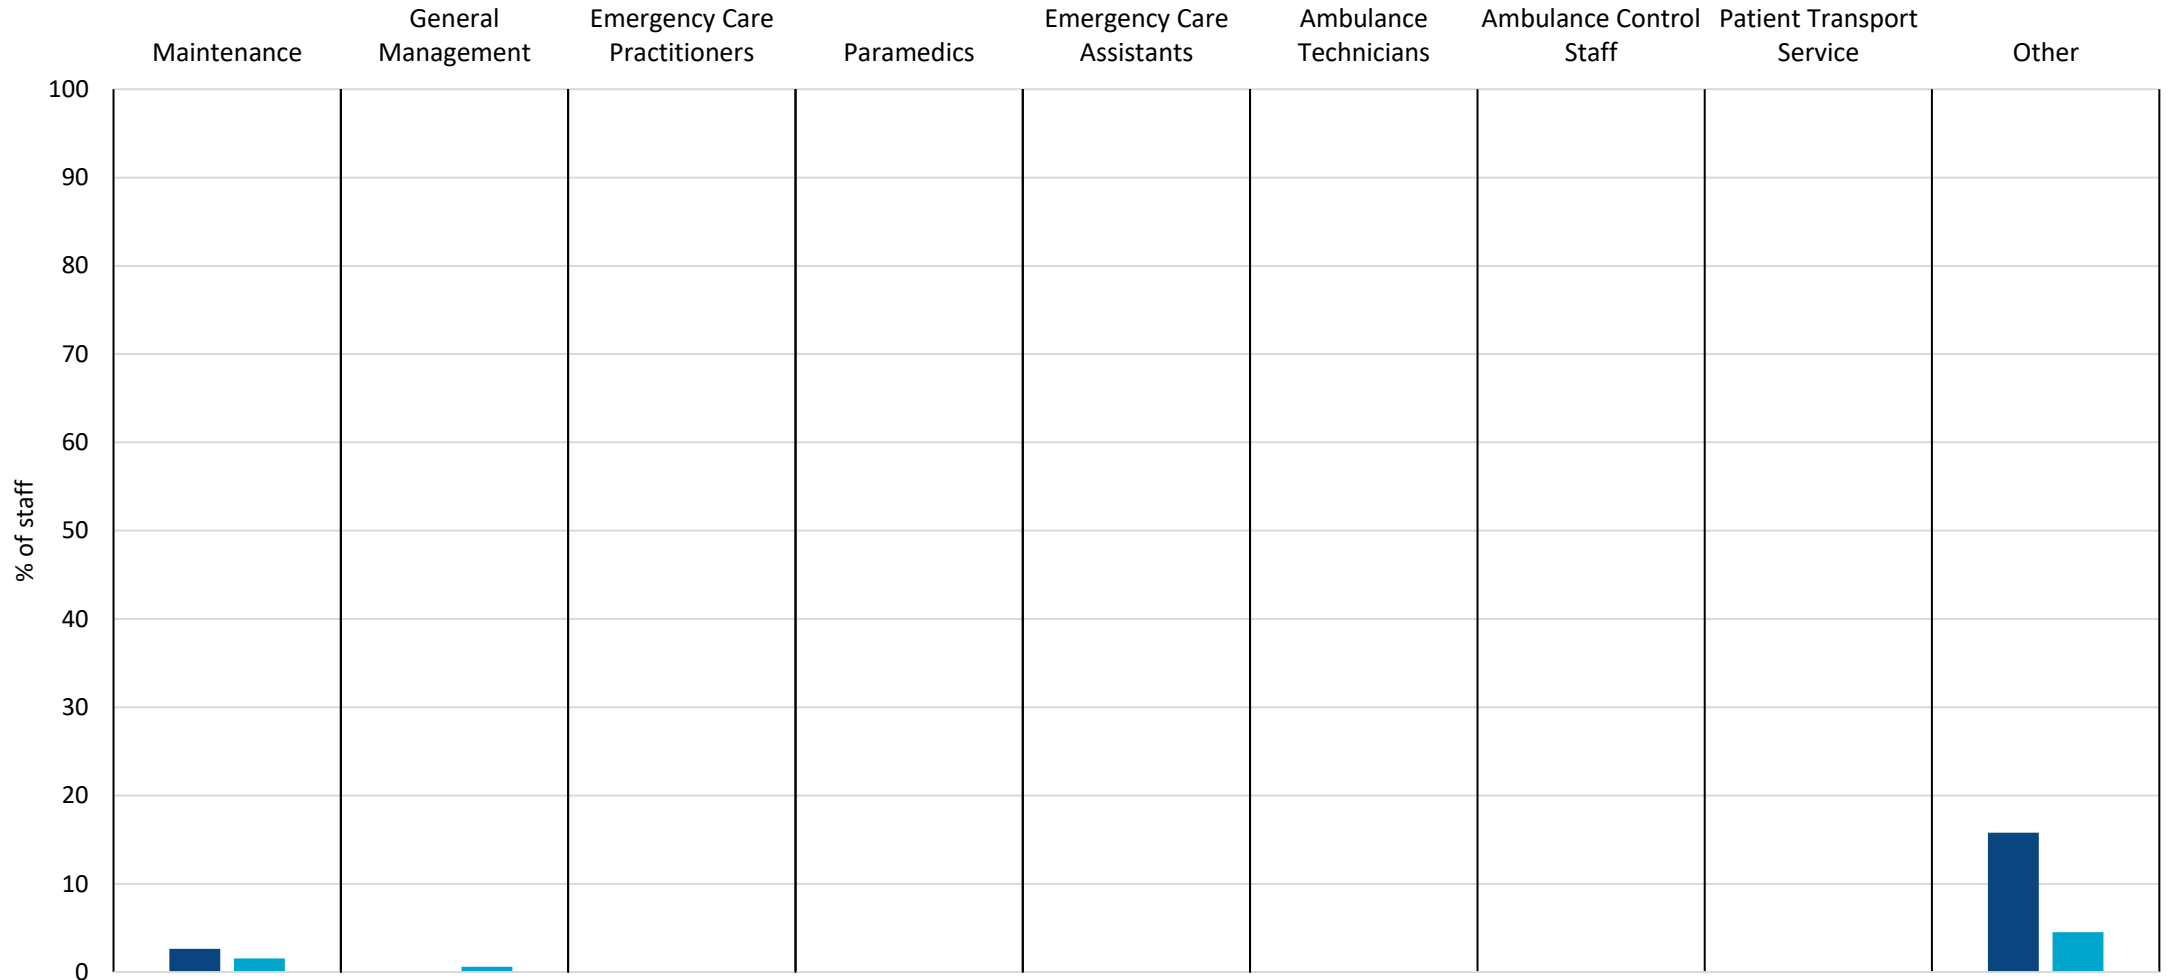 Maintenance
General
Management
Emergency Care
Practitioners
Paramedics
Emergency Care
Assistants
Ambulance
Technicians
Ambulance Control
Staff
Patient Transport
Service
Other
100
90
80
70
60
50
40
30
20
10
0
% of staff